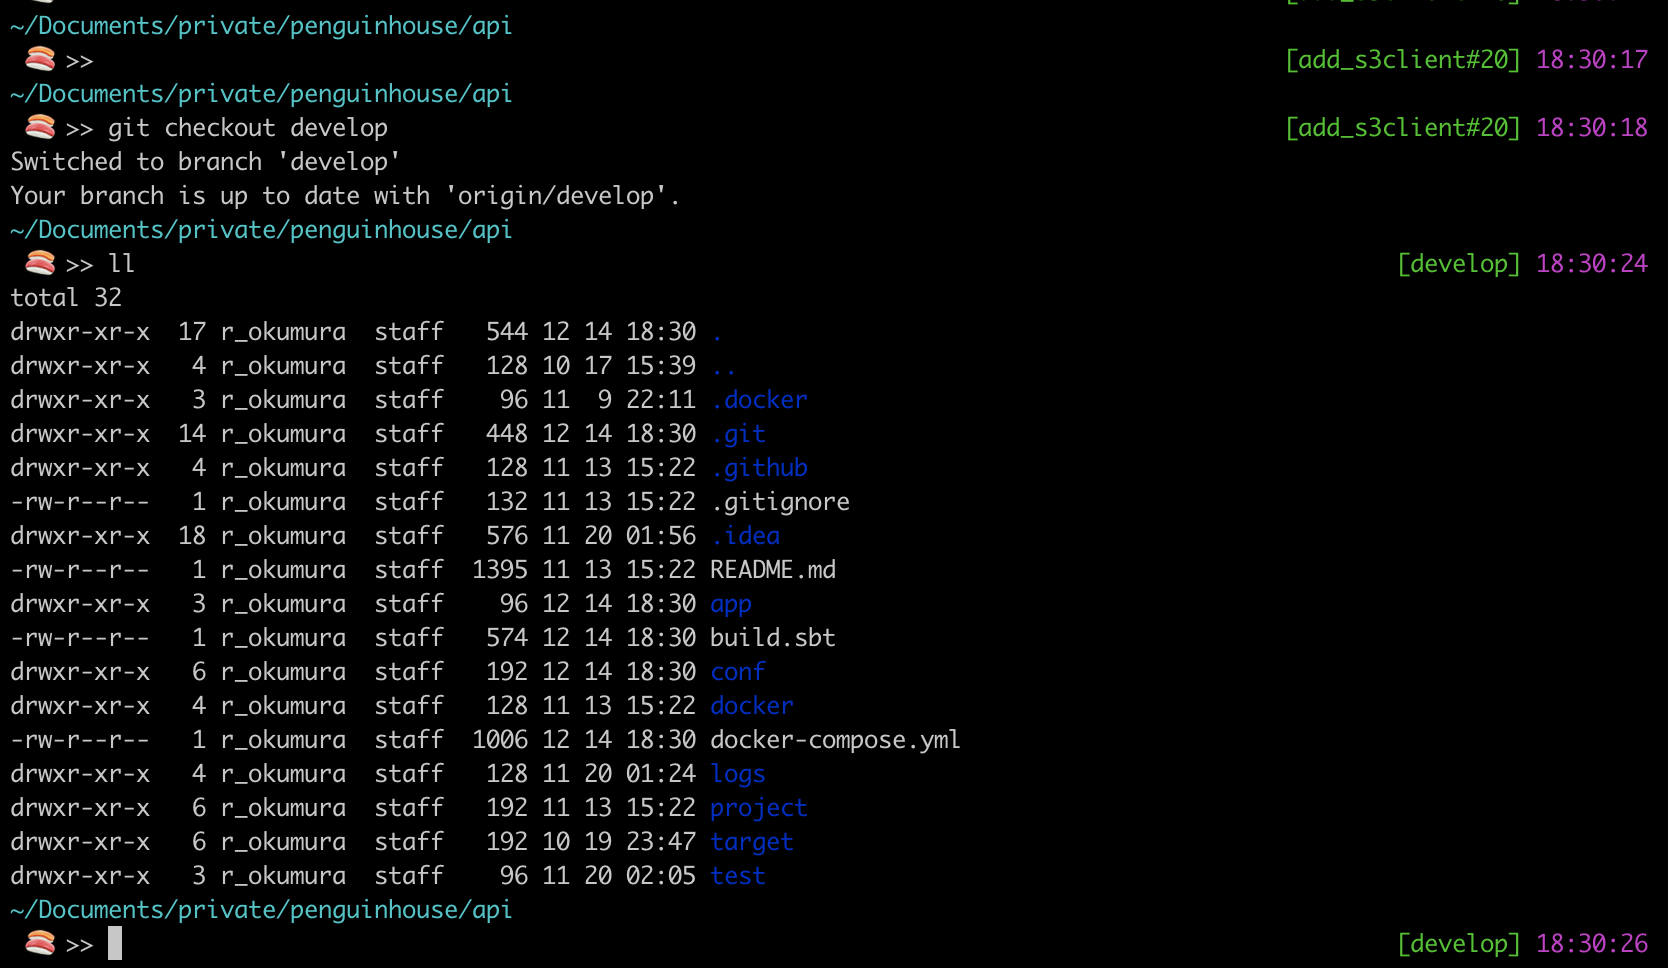 ~/Documents/private/penguinhouse/api
🍣 >> [add_s3client#20] 18:30:17
~/Documents/private/penguinhouse/api
🍣 >> git checkout develop [add_s3client#20] 18:30:18
Switched to branch 'develop'
Your branch is up to date with 'origin/develop'.
~/Documents/private/penguinhouse/api
🍣 >> ll [develop] 18:30:24
total 32
drwxr-xr-x  17 r_okumura  staff   544 12 14 18:30 .
drwxr-xr-x   4 r_okumura  staff   128 10 17 15:39 ..
drwxr-xr-x   3 r_okumura  staff    96 11  9 22:11 .docker
drwxr-xr-x  14 r_okumura  staff   448 12 14 18:30 .git
drwxr-xr-x   4 r_okumura  staff   128 11 13 15:22 .github
-rw-r--r--   1 r_okumura  staff   132 11 13 15:22 .gitignore
drwxr-xr-x  18 r_okumura  staff   576 11 20 01:56 .idea
-rw-r--r--   1 r_okumura  staff  1395 11 13 15:22 README.md
drwxr-xr-x   3 r_okumura  staff    96 12 14 18:30 app
-rw-r--r--   1 r_okumura  staff   574 12 14 18:30 build.sbt
drwxr-xr-x   6 r_okumura  staff   192 12 14 18:30 conf
drwxr-xr-x   4 r_okumura  staff   128 11 13 15:22 docker
-rw-r--r--   1 r_okumura  staff  1006 12 14 18:30 docker-compose.yml
drwxr-xr-x   4 r_okumura  staff   128 11 20 01:24 logs
drwxr-xr-x   6 r_okumura  staff   192 11 13 15:22 project
drwxr-xr-x   6 r_okumura  staff   192 10 19 23:47 target
drwxr-xr-x   3 r_okumura  staff    96 11 20 02:05 test
~/Documents/private/penguinhouse/api
🍣 >> [develop] 18:30:26